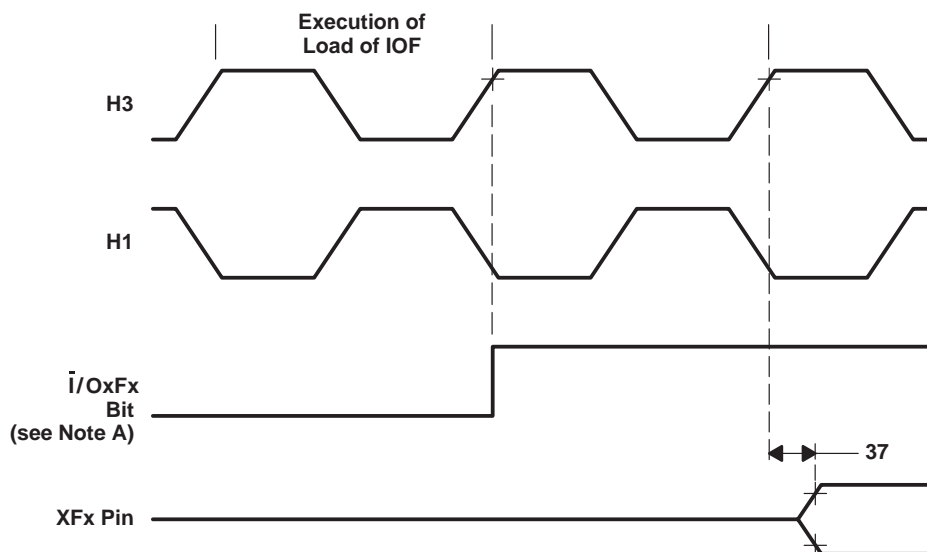 Execution of
Load of IOF
H3
H1
I̅/OxFx
Bit
(see Note A)
37
XFx Pin